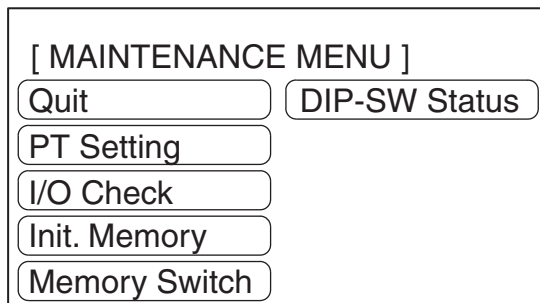 [ MAINTENANCE MENU ]
Quit
DIP-SW Status
PT Setting
I/O Check
Init. Memory
Memory Switch